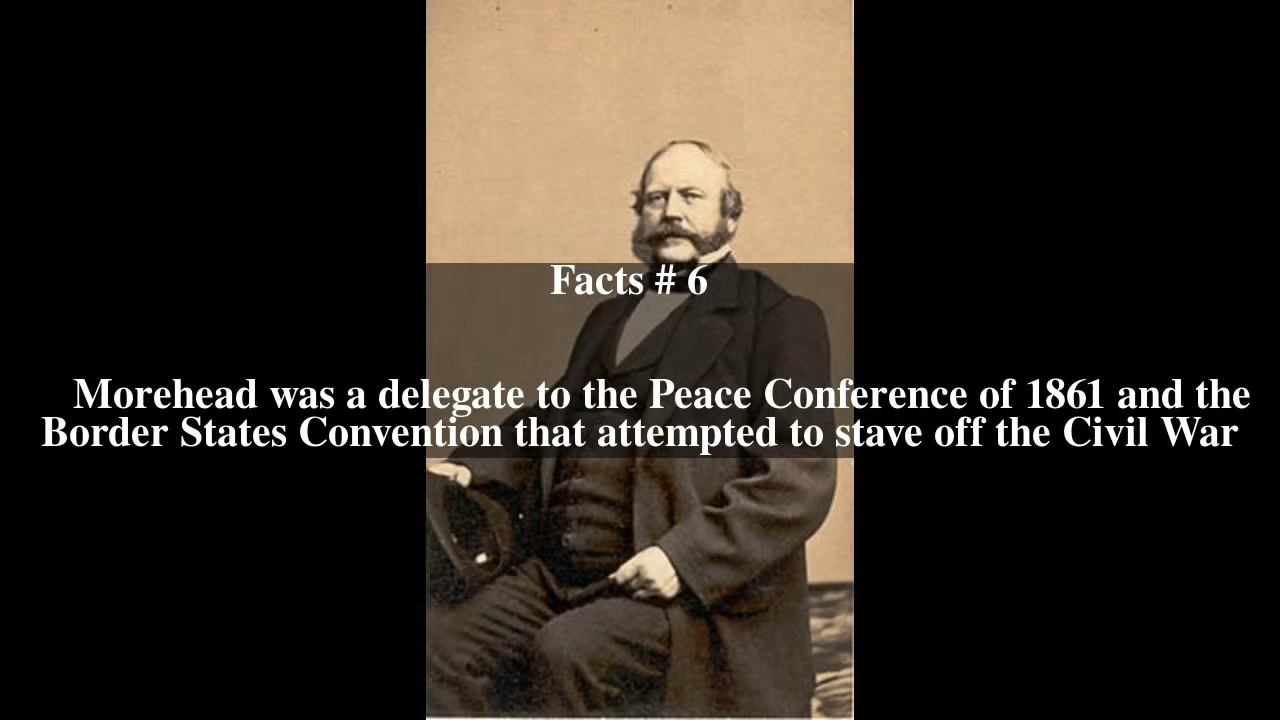 Facts # 6
Morehead was a delegate to the Peace Conference of 1861 and the
Border States Convention that attempted to stave off the Civil War